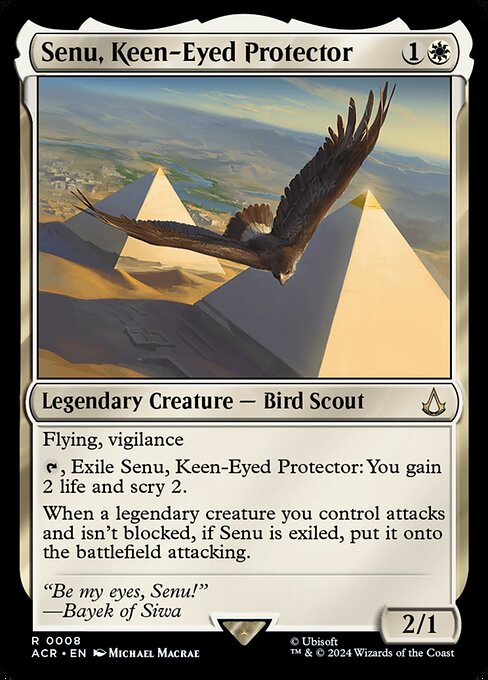 Senu, Keen-Eyed Protector 1
Legendary Creature — Bird Scout
Flying, vigilance
, Exile Senu, Keen-Eyed Protector: You gain
2 life and scry 2.
When a legendary creature you control attacks
and isn't blocked, if Senu is exiled, put it onto
the battlefield attacking.
“Be my eyes, Senu!”
—Bayek of Siwa
2/1
R 0008
ACR • EN Michael Macrae
© Ubisoft
™ & © 2024 Wizards of the Coast